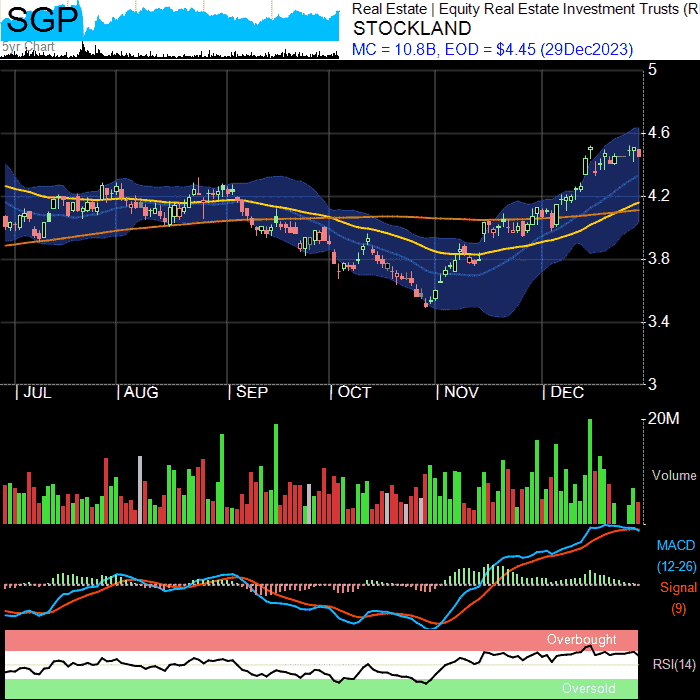 SGP
5yr Chart
Real Estate | Equity Real Estate Investment Trusts (R
STOCKLAND
MC = 10.8B, EOD = $4.45 (29Dec2023)
5
4.6
4.2
3.8
3.4
3
| JUL | AUG | SEP | OCT | NOV | DEC
20M
Volume
MACD
(12-26)
Signal
(9)
Overbought
RSI(14)
Oversold